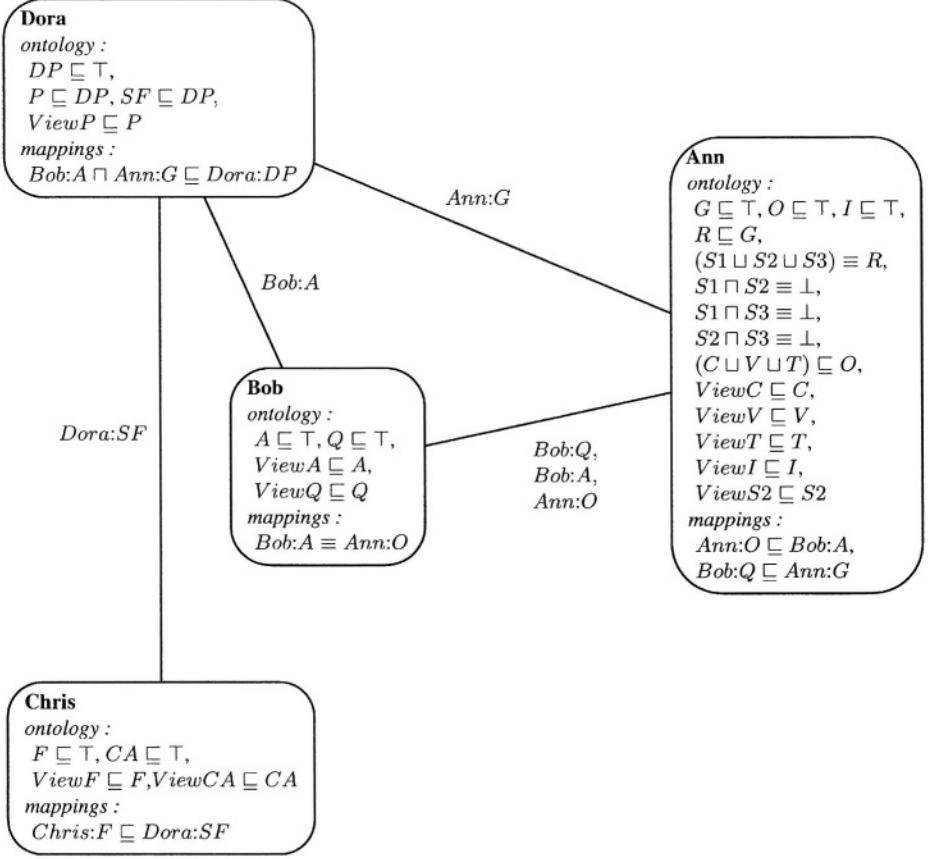 Dora
ontology :
DP ⊑ ⊤,
P ⊑ DP, SF ⊑ DP,
ViewP ⊑ P
mappings :
Bob:A ⊓ Ann:G ⊑ Dora:DP
Ann:G
Bob:A
Dora:SF
Ann
ontology :
G ⊑ ⊤, O ⊑ ⊤, I ⊑ ⊤,
R ⊑ G,
(S1 ⊔ S2 ⊔ S3) ≡ R,
S1 ⊓ S2 ≡ ⊥,
S1 ⊓ S3 ≡ ⊥,
S2 ⊓ S3 ≡ ⊥,
(C ⊔ V ⊔ T) ⊑ O,
ViewC ⊑ C,
ViewV ⊑ V,
ViewT ⊑ T,
ViewI ⊑ I,
ViewS2 ⊑ S2
mappings :
Ann:O ⊑ Bob:A,
Bob:Q ⊑ Ann:G
Bob
ontology :
A ⊑ ⊤, Q ⊑ ⊤,
ViewA ⊑ A,
ViewQ ⊑ Q
mappings :
Bob:A ≡ Ann:O
Bob:Q,
Bob:A,
Ann:O
Chris
ontology :
F ⊑ ⊤, CA ⊑ ⊤,
ViewF ⊑ F,ViewCA ⊑ CA
mappings :
Chris:F ⊑ Dora:SF